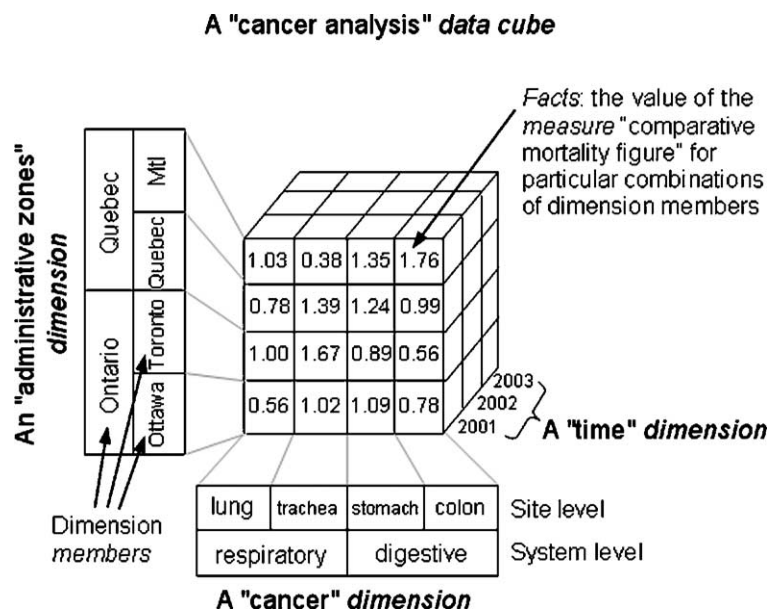 A "cancer analysis" data cube
Facts: the value of the
measure "comparative
mortality figure" for
particular combinations
of dimension members
An "administrative zones"
dimension
Quebec
Mtl
Quebec
Ontario
Toronto
Ottawa
1.03 0.38 1.35 1.76
0.78 1.39 1.24 0.99
1.00 1.67 0.89 0.56
0.56 1.02 1.09 0.78
2003
2002
2001
A "time" dimension
Dimension
members
lung trachea stomach colon Site level
respiratory digestive System level
A "cancer" dimension